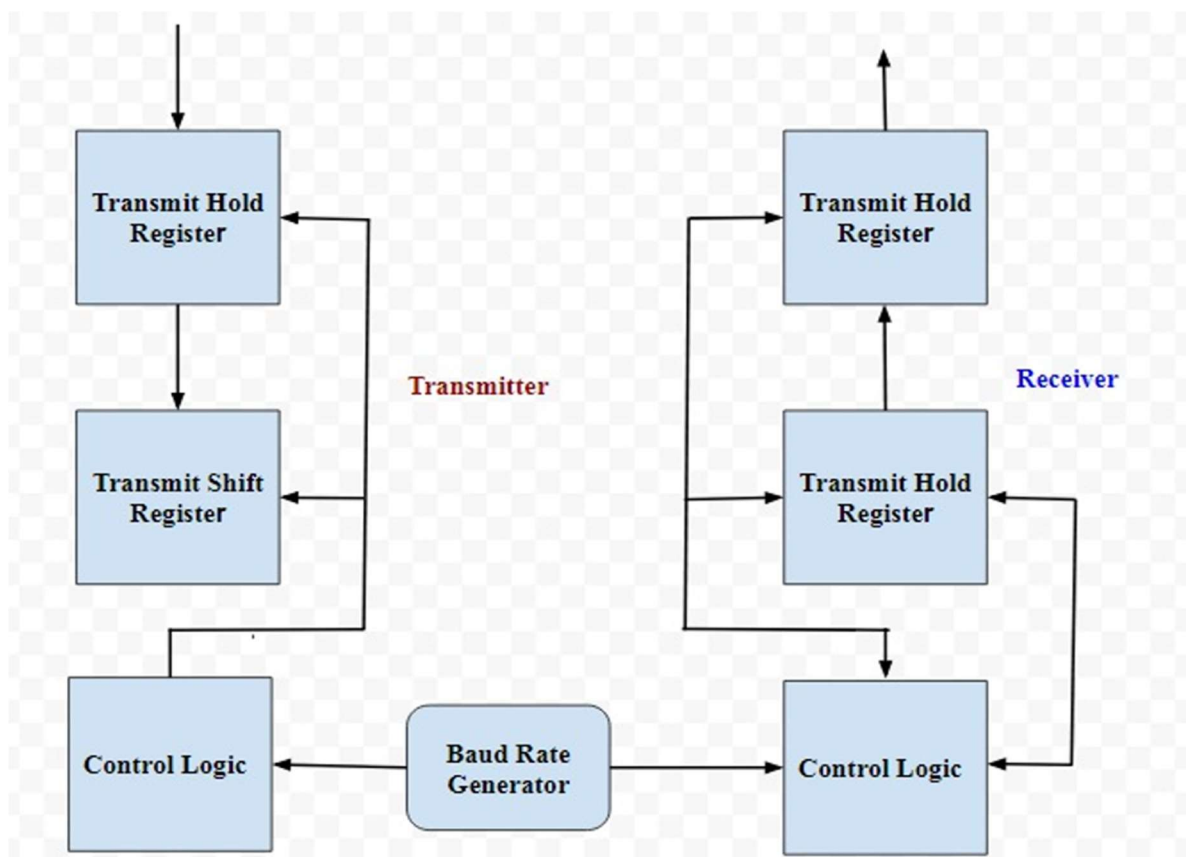 Transmit Hold
Register
Transmit Hold
Register
Transmitter
Receiver
Transmit Shift
Register
Transmit Hold
Register
Control Logic
Baud Rate
Generator
Control Logic